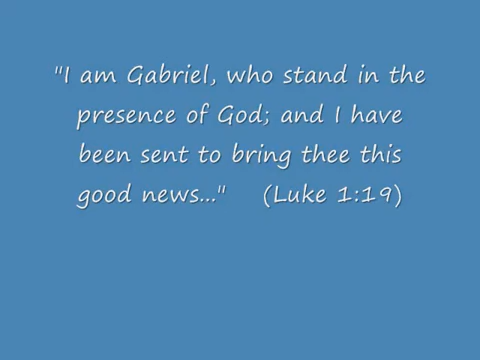 "I am Gabriel, who stand in the
presence of God; and I have
been sent to bring thee this
good news..." (Luke 1:19)